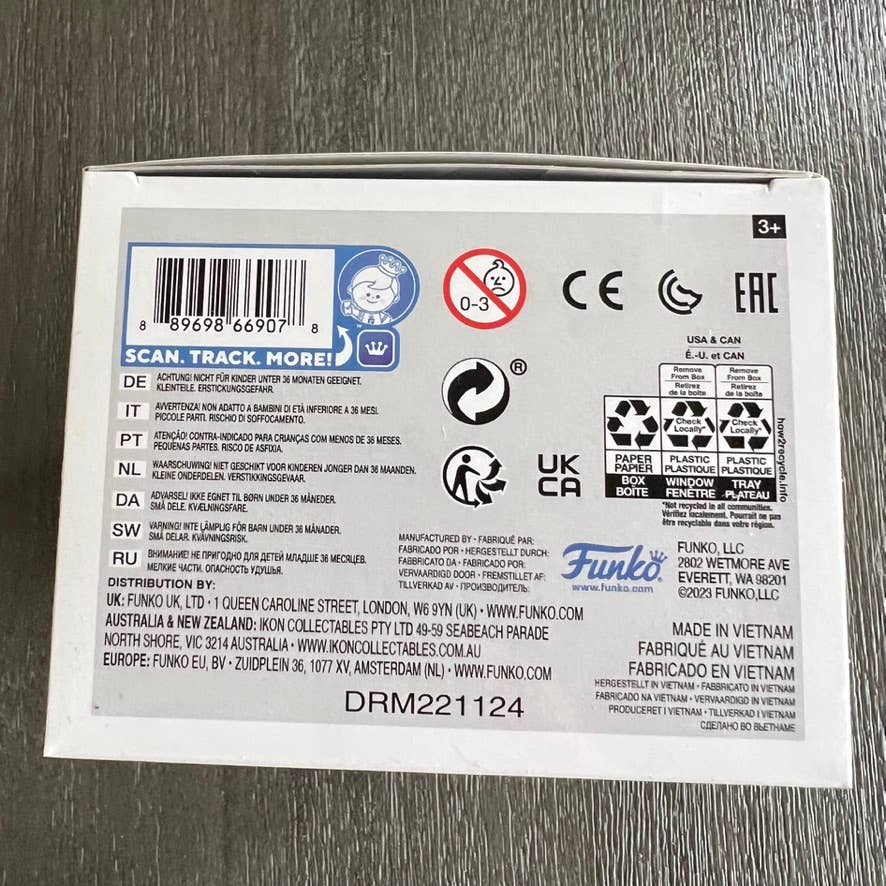 3+
8 89698 66907 8
SCAN. TRACK. MORE!
0-3
CE
EAC
DE ACHTUNG! NICHT FÜR KINDER UNTER 36 MONATEN GEEIGNET.
KLEINTEILE. ERSTICKUNGSGEFAHR.
IT AVVERTENZA! NON ADATTO A BAMBINI DI ETÀ INFERIORE A 36 MESI.
PICCOLE PARTI. RISCHIO DI SOFFOCAMENTO.
PT ATENÇÃO! CONTRA-INDICADO PARA CRIANÇAS COM MENOS DE 36 MESES.
PEQUENAS PARTES. RISCO DE ASFIXIA.
NL WAARSCHUWING! NIET GESCHIKT VOOR KINDEREN JONGER DAN 36 MAANDEN.
KLEINE ONDERDELEN. VERSTIKKINGSGEVAAR.
DA ADVARSEL! IKKE EGNET TIL BØRN UNDER 36 MÅNEDER.
SMÅ DELE. KVÆLNINGSFARE.
SW VARNING! INTE LÄMPLIG FÖR BARN UNDER 36 MÅNADER.
SMÅ DELAR. KVÄVNINGSRISK.
RU ВНИМАНИЕ! НЕ ПРИГОДНО ДЛЯ ДЕТЕЙ МЛАДШЕ 36 МЕСЯЦЕВ.
МЕЛКИЕ ЧАСТИ. ОПАСНОСТЬ УДУШЬЯ.
®
UK
CA
USA & CAN
É.-U. et CAN
Remove From Box
Retirez de la boîte
Remove From Box
Retirez de la boîte
Check Locally*
Check Locally*
PAPER
PAPIER
BOX
BOÎTE
PLASTIC
PLASTIQUE
WINDOW
FENÊTRE
PLASTIC
PLASTIQUE
TRAY
PLATEAU
*Not recycled in all communities.
Vérifiez localement. Pourrait ne pas
être recyclable dans votre région.
how2recycle.info
MANUFACTURED BY • FABRIQUÉ PAR:
FABRICADO POR • HERGESTELLT DURCH:
FABBRICATO DA • FABRICADO POR:
VERVAARDIGD DOOR • FREMSTILLET AF:
TILLVERKAD AV • ПРОИЗВОДИТЕЛЬ:
Funko
www.funko.com
FUNKO, LLC
2802 WETMORE AVE
EVERETT, WA 98201
©2023 FUNKO,LLC
DISTRIBUTION BY:
UK: FUNKO UK, LTD • 1 QUEEN CAROLINE STREET, LONDON, W6 9YN (UK) • WWW.FUNKO.COM
AUSTRALIA & NEW ZEALAND: IKON COLLECTABLES PTY LTD 49-59 SEABEACH PARADE
NORTH SHORE, VIC 3214 AUSTRALIA • WWW.IKONCOLLECTABLES.COM.AU
EUROPE: FUNKO EU, BV • ZUIDPLEIN 36, 1077 XV, AMSTERDAM (NL) • WWW.FUNKO.COM
DRM221124
MADE IN VIETNAM
FABRIQUÉ AU VIETNAM
FABRICADO EN VIETNAM
HERGESTELLT IN VIETNAM • FABBRICATO IN VIETNAM
FABRICADO NA VIETNAM • VERVAARDIGD IN VIETNAM
PRODUCERET I VIETNAM • TILLVERKAD I VIETNAM
СДЕЛАНО ВО ВЬЕТНАМЕ